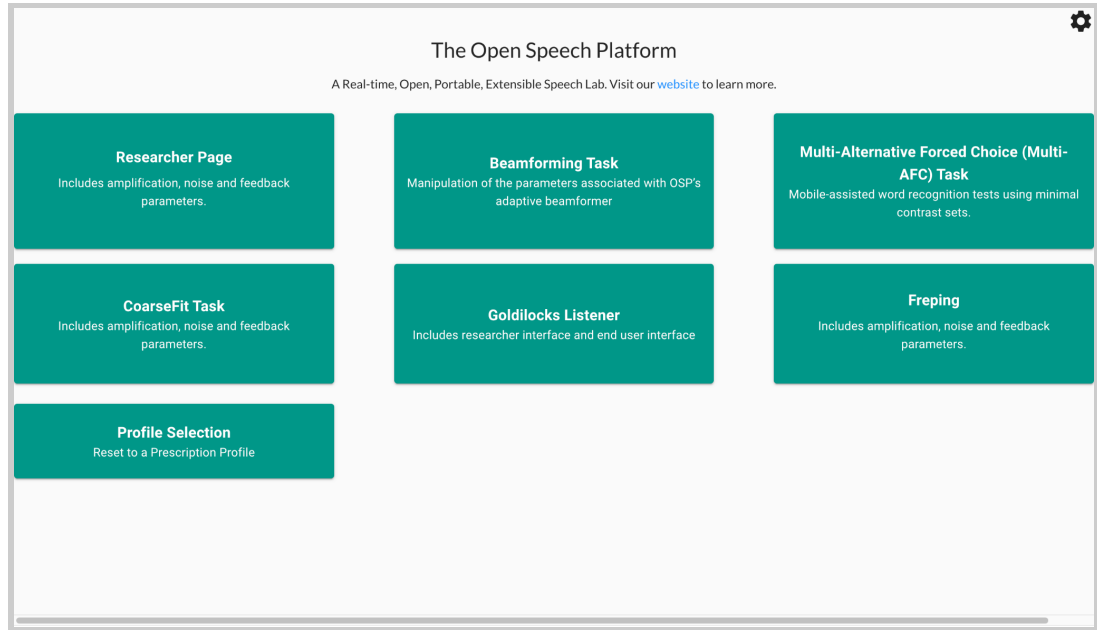 The Open Speech Platform
A Real-time, Open, Portable, Extensible Speech Lab. Visit our website to learn more.
Researcher Page
Includes amplification, noise and feedback
parameters.
Beamforming Task
Manipulation of the parameters associated with OSP's
adaptive beamformer
Multi-Alternative Forced Choice (Multi-
AFC) Task
Mobile-assisted word recognition tests using minimal
contrast sets.
CoarseFit Task
Includes amplification, noise and feedback
parameters.
Goldilocks Listener
Includes researcher interface and end user interface
Freping
Includes amplification, noise and feedback
parameters.
Profile Selection
Reset to a Prescription Profile